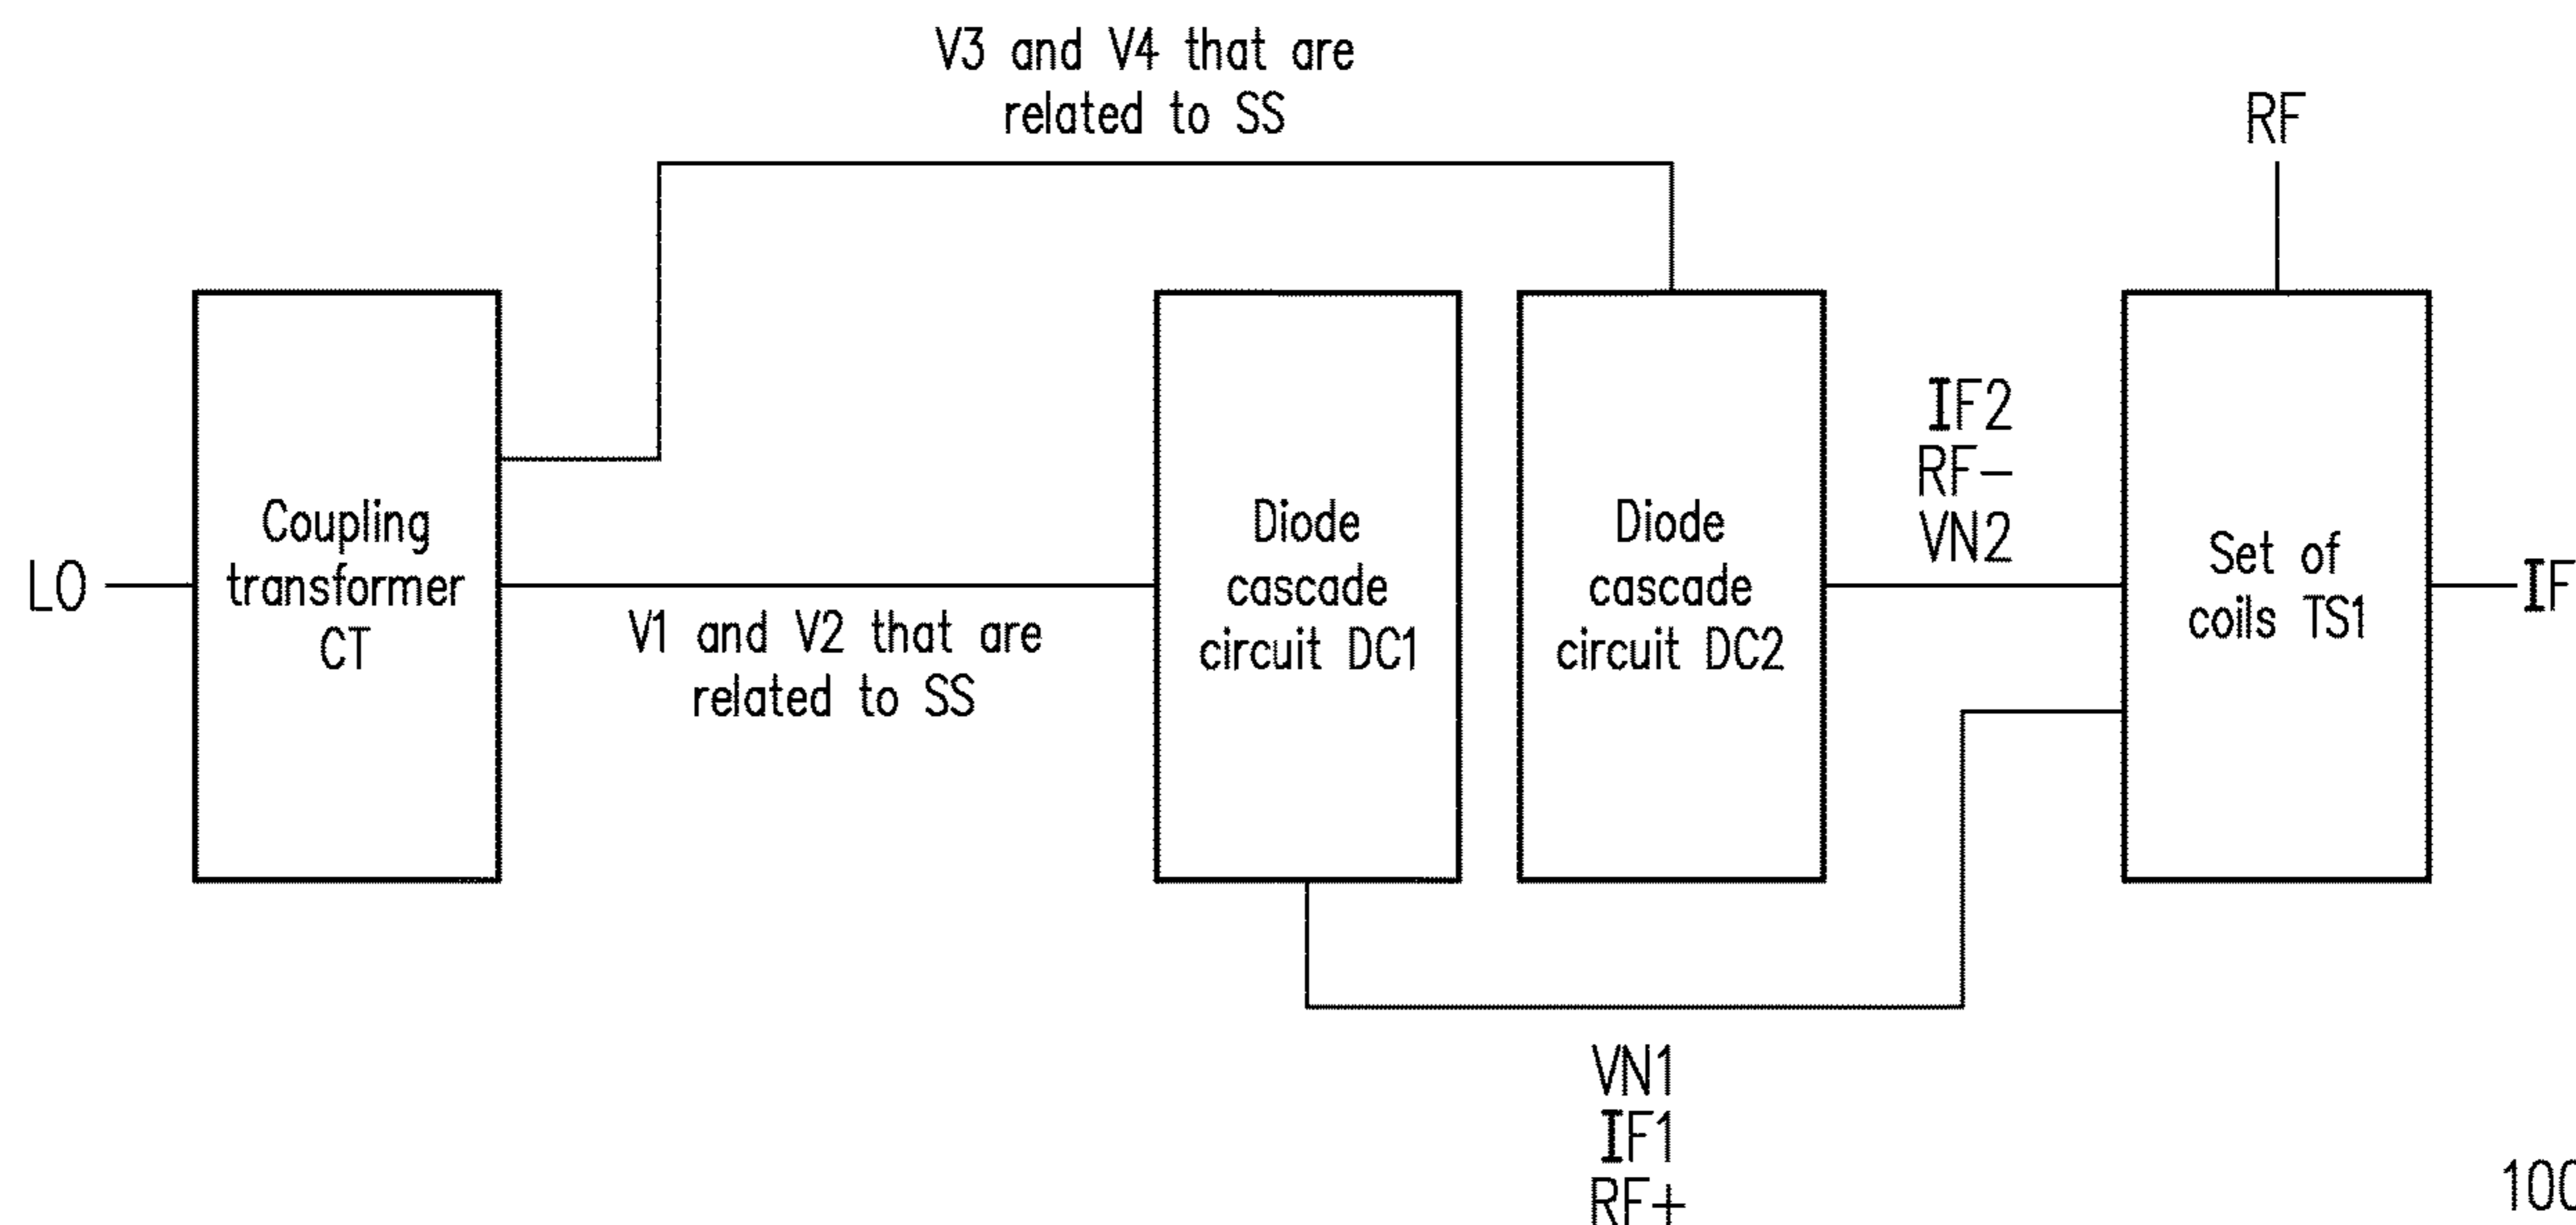 V3 and V4 that are
related to SS
RF
LO
Coupling
transformer
CT
V1 and V2 that are
related to SS
Diode
cascade
circuit DC1
Diode
cascade
circuit DC2
IF2
RF-
VN2
Set of
coils TS1
IF
VN1
IF1
RF+
100